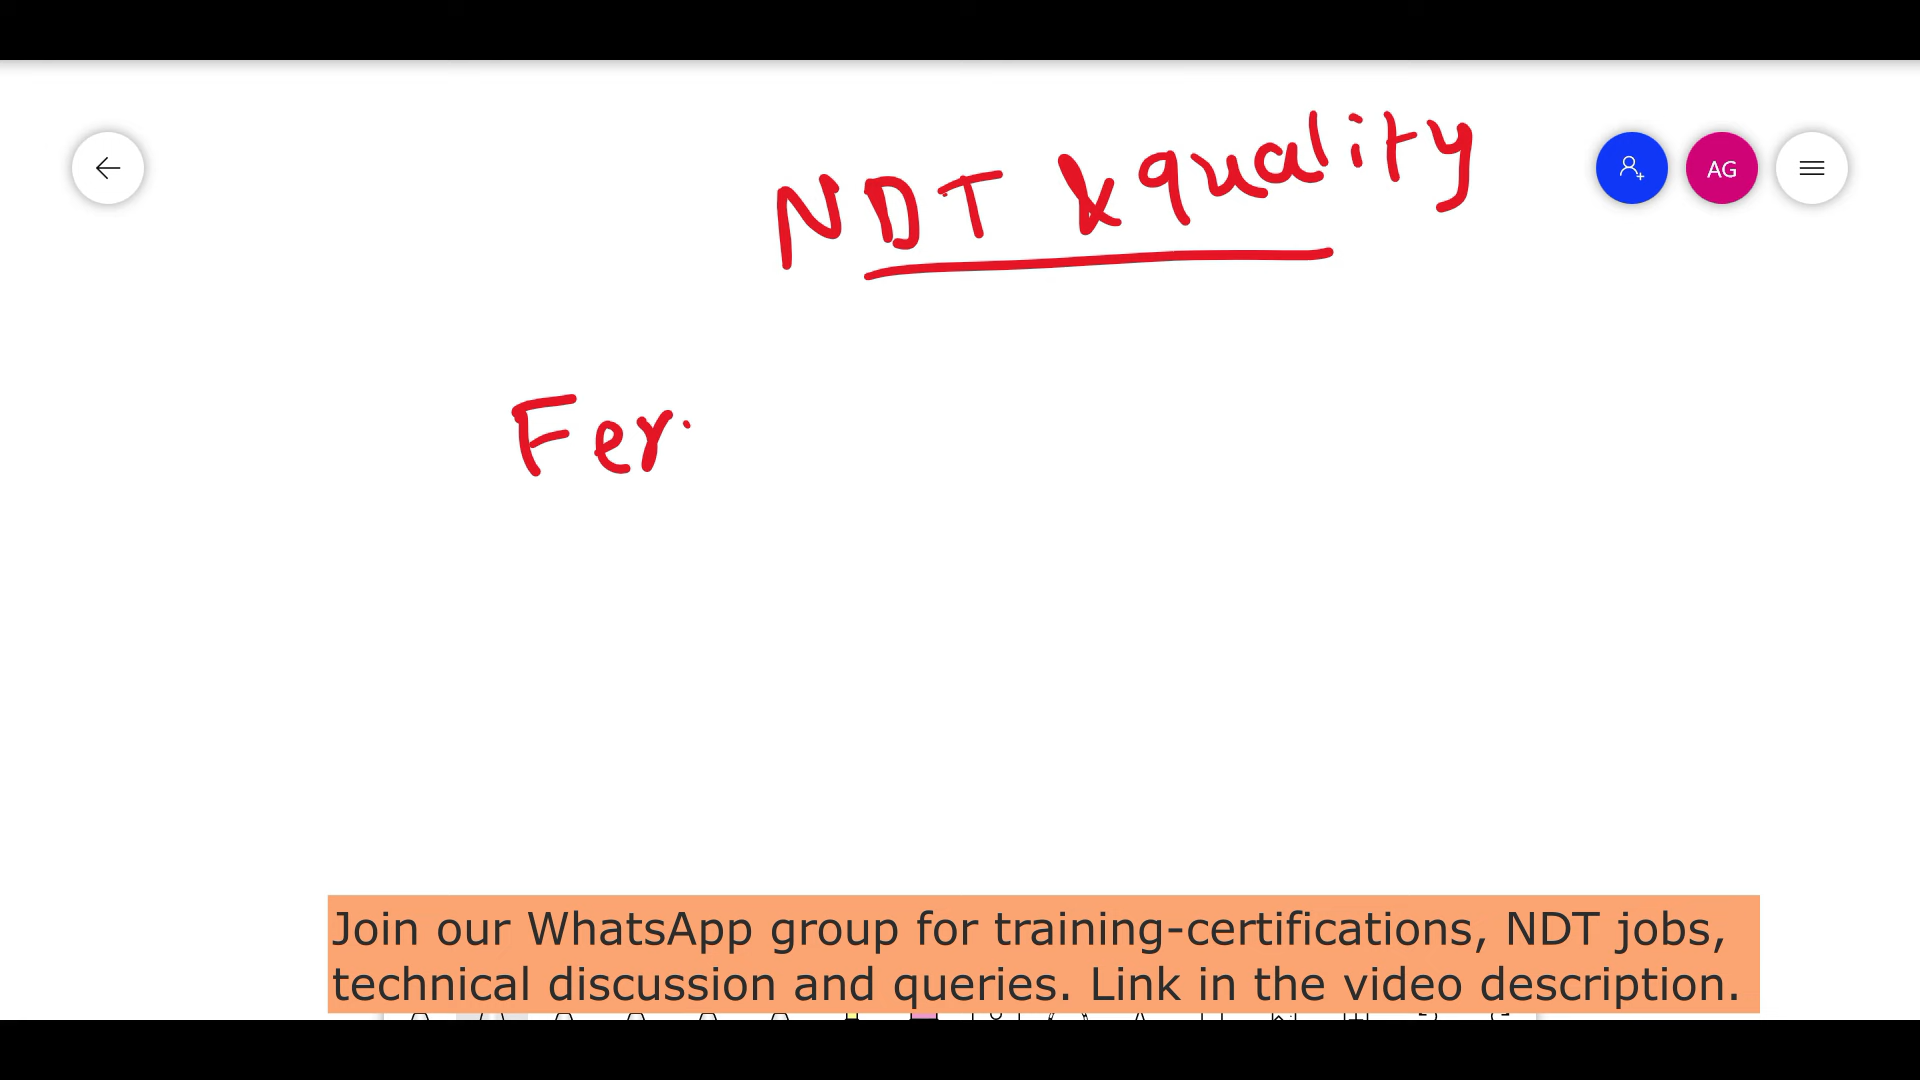 NDT & quality
AG
Fer
Join our WhatsApp group for training-certifications, NDT jobs,
technical discussion and queries. Link in the video description.